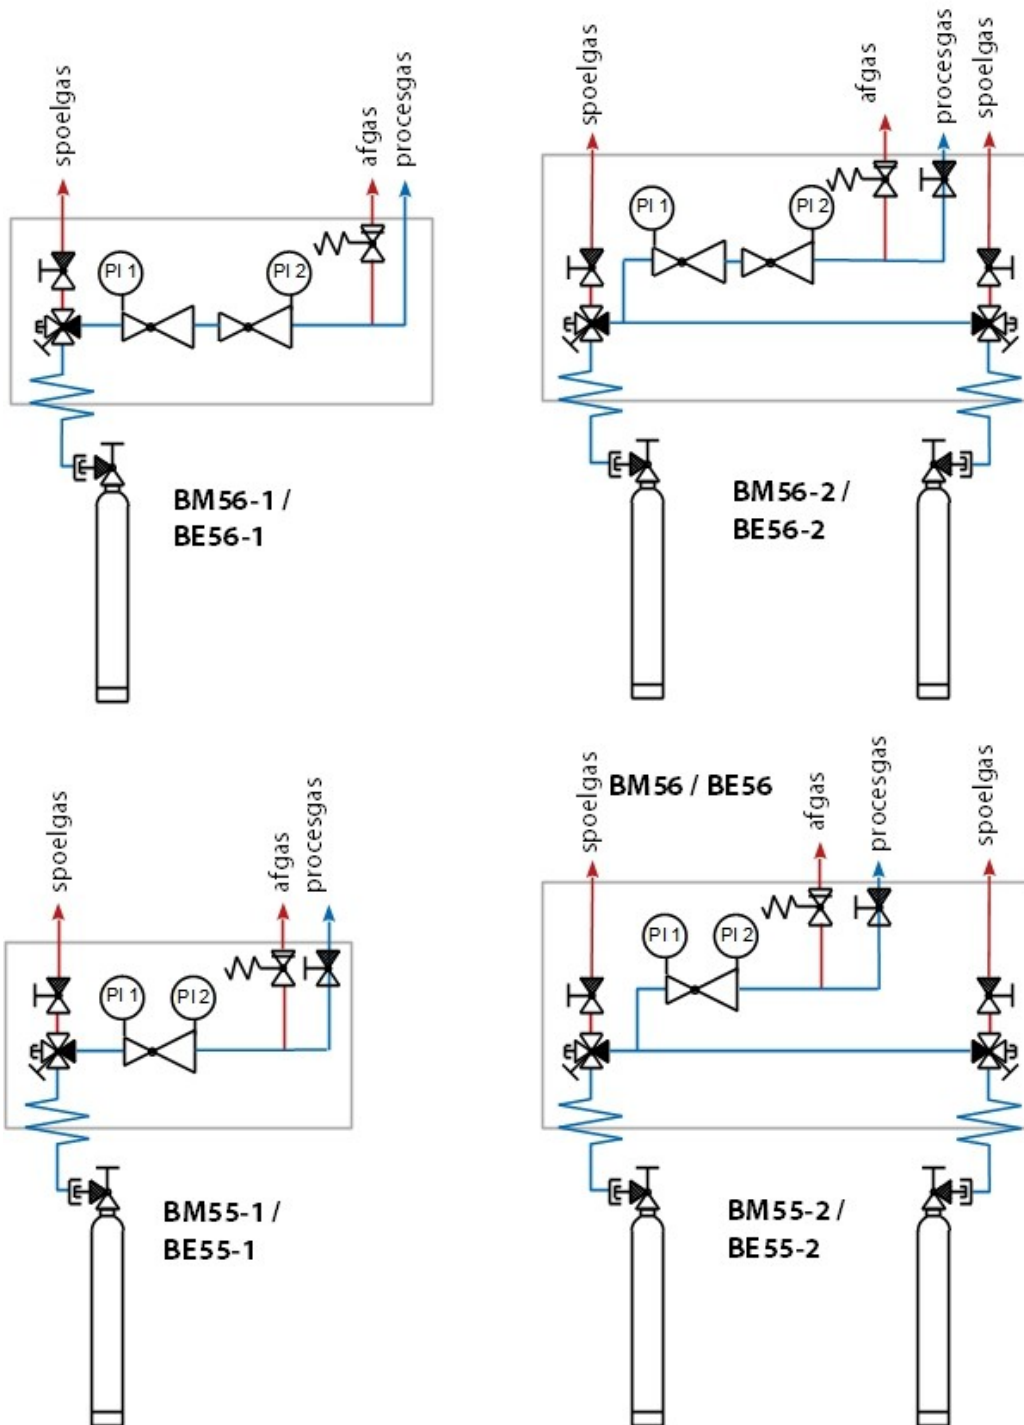 spoelgas
afgas
procesgas
PI 1
PI 2
BM56-1 /
BE56-1
spoelgas
afgas
procesgas
spoelgas
PI 1
PI 2
BM56-2 /
BE56-2
spoelgas
afgas
procesgas
PI 1
PI 2
BM55-1 /
BE55-1
spoelgas
BM56 / BE56
afgas
procesgas
spoelgas
PI 1
PI 2
BM55-2 /
BE55-2